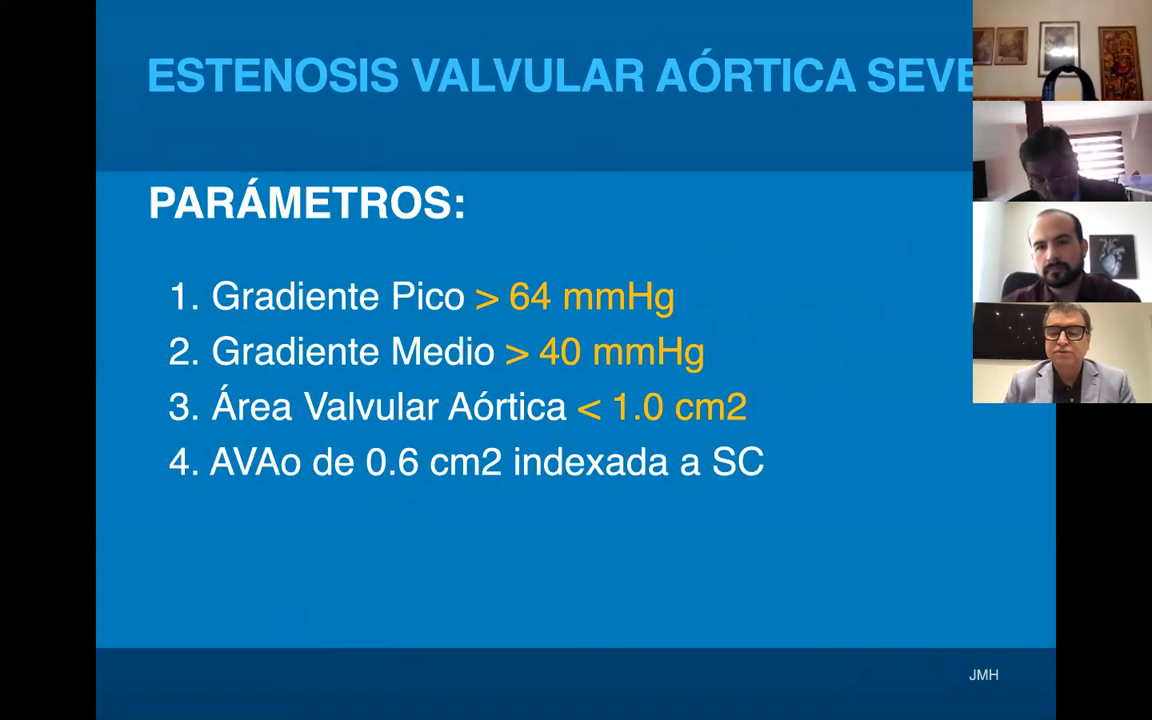 ESTENOSIS VALVULAR AÓRTICA SEVE
PARÁMETROS:
1. Gradiente Pico > 64 mmHg
2. Gradiente Medio > 40 mmHg
3. Área Valvular Aórtica < 1.0 cm2
4. AVAo de 0.6 cm2 indexada a SC
JMH